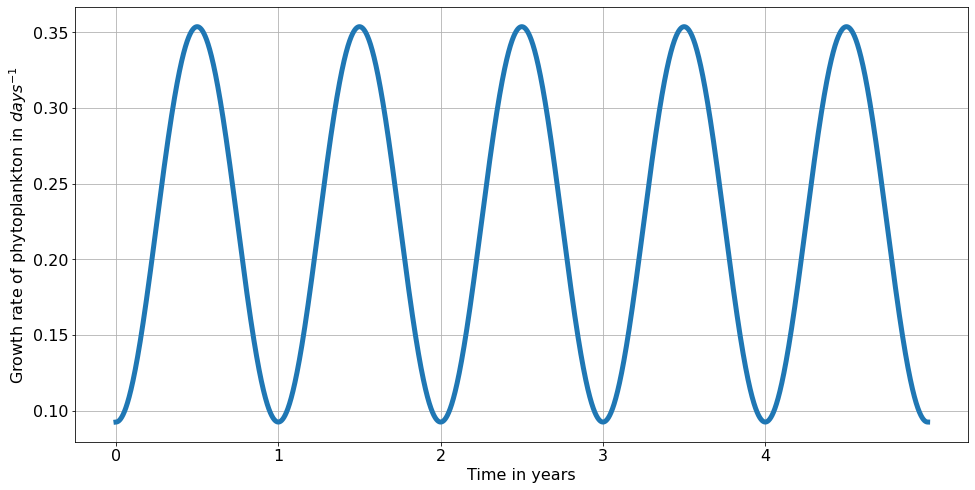 Growth rate of phytoplankton in days⁻¹
0.35
0.30
0.25
0.20
0.15
0.10
0 1 2 3 4
Time in years